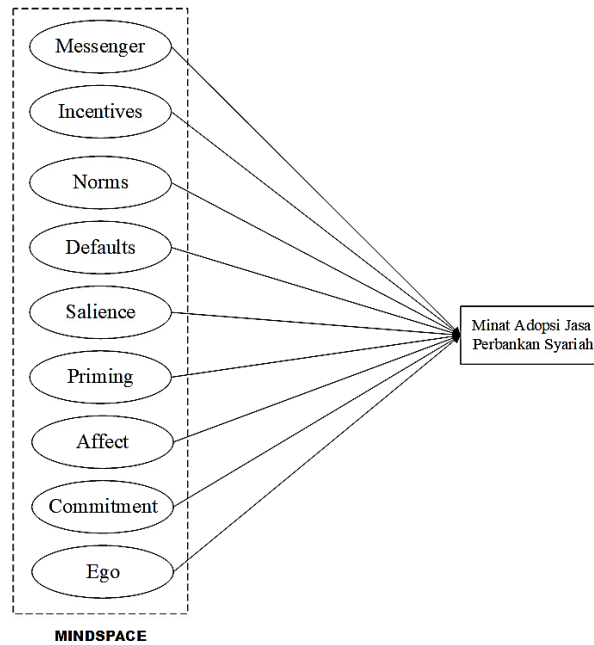 Messenger
Incentives
Norms
Defaults
Salience
Priming
Affect
Commitment
Ego
MINDSPACE
Minat Adopsi Jasa
Perbankan Syariah